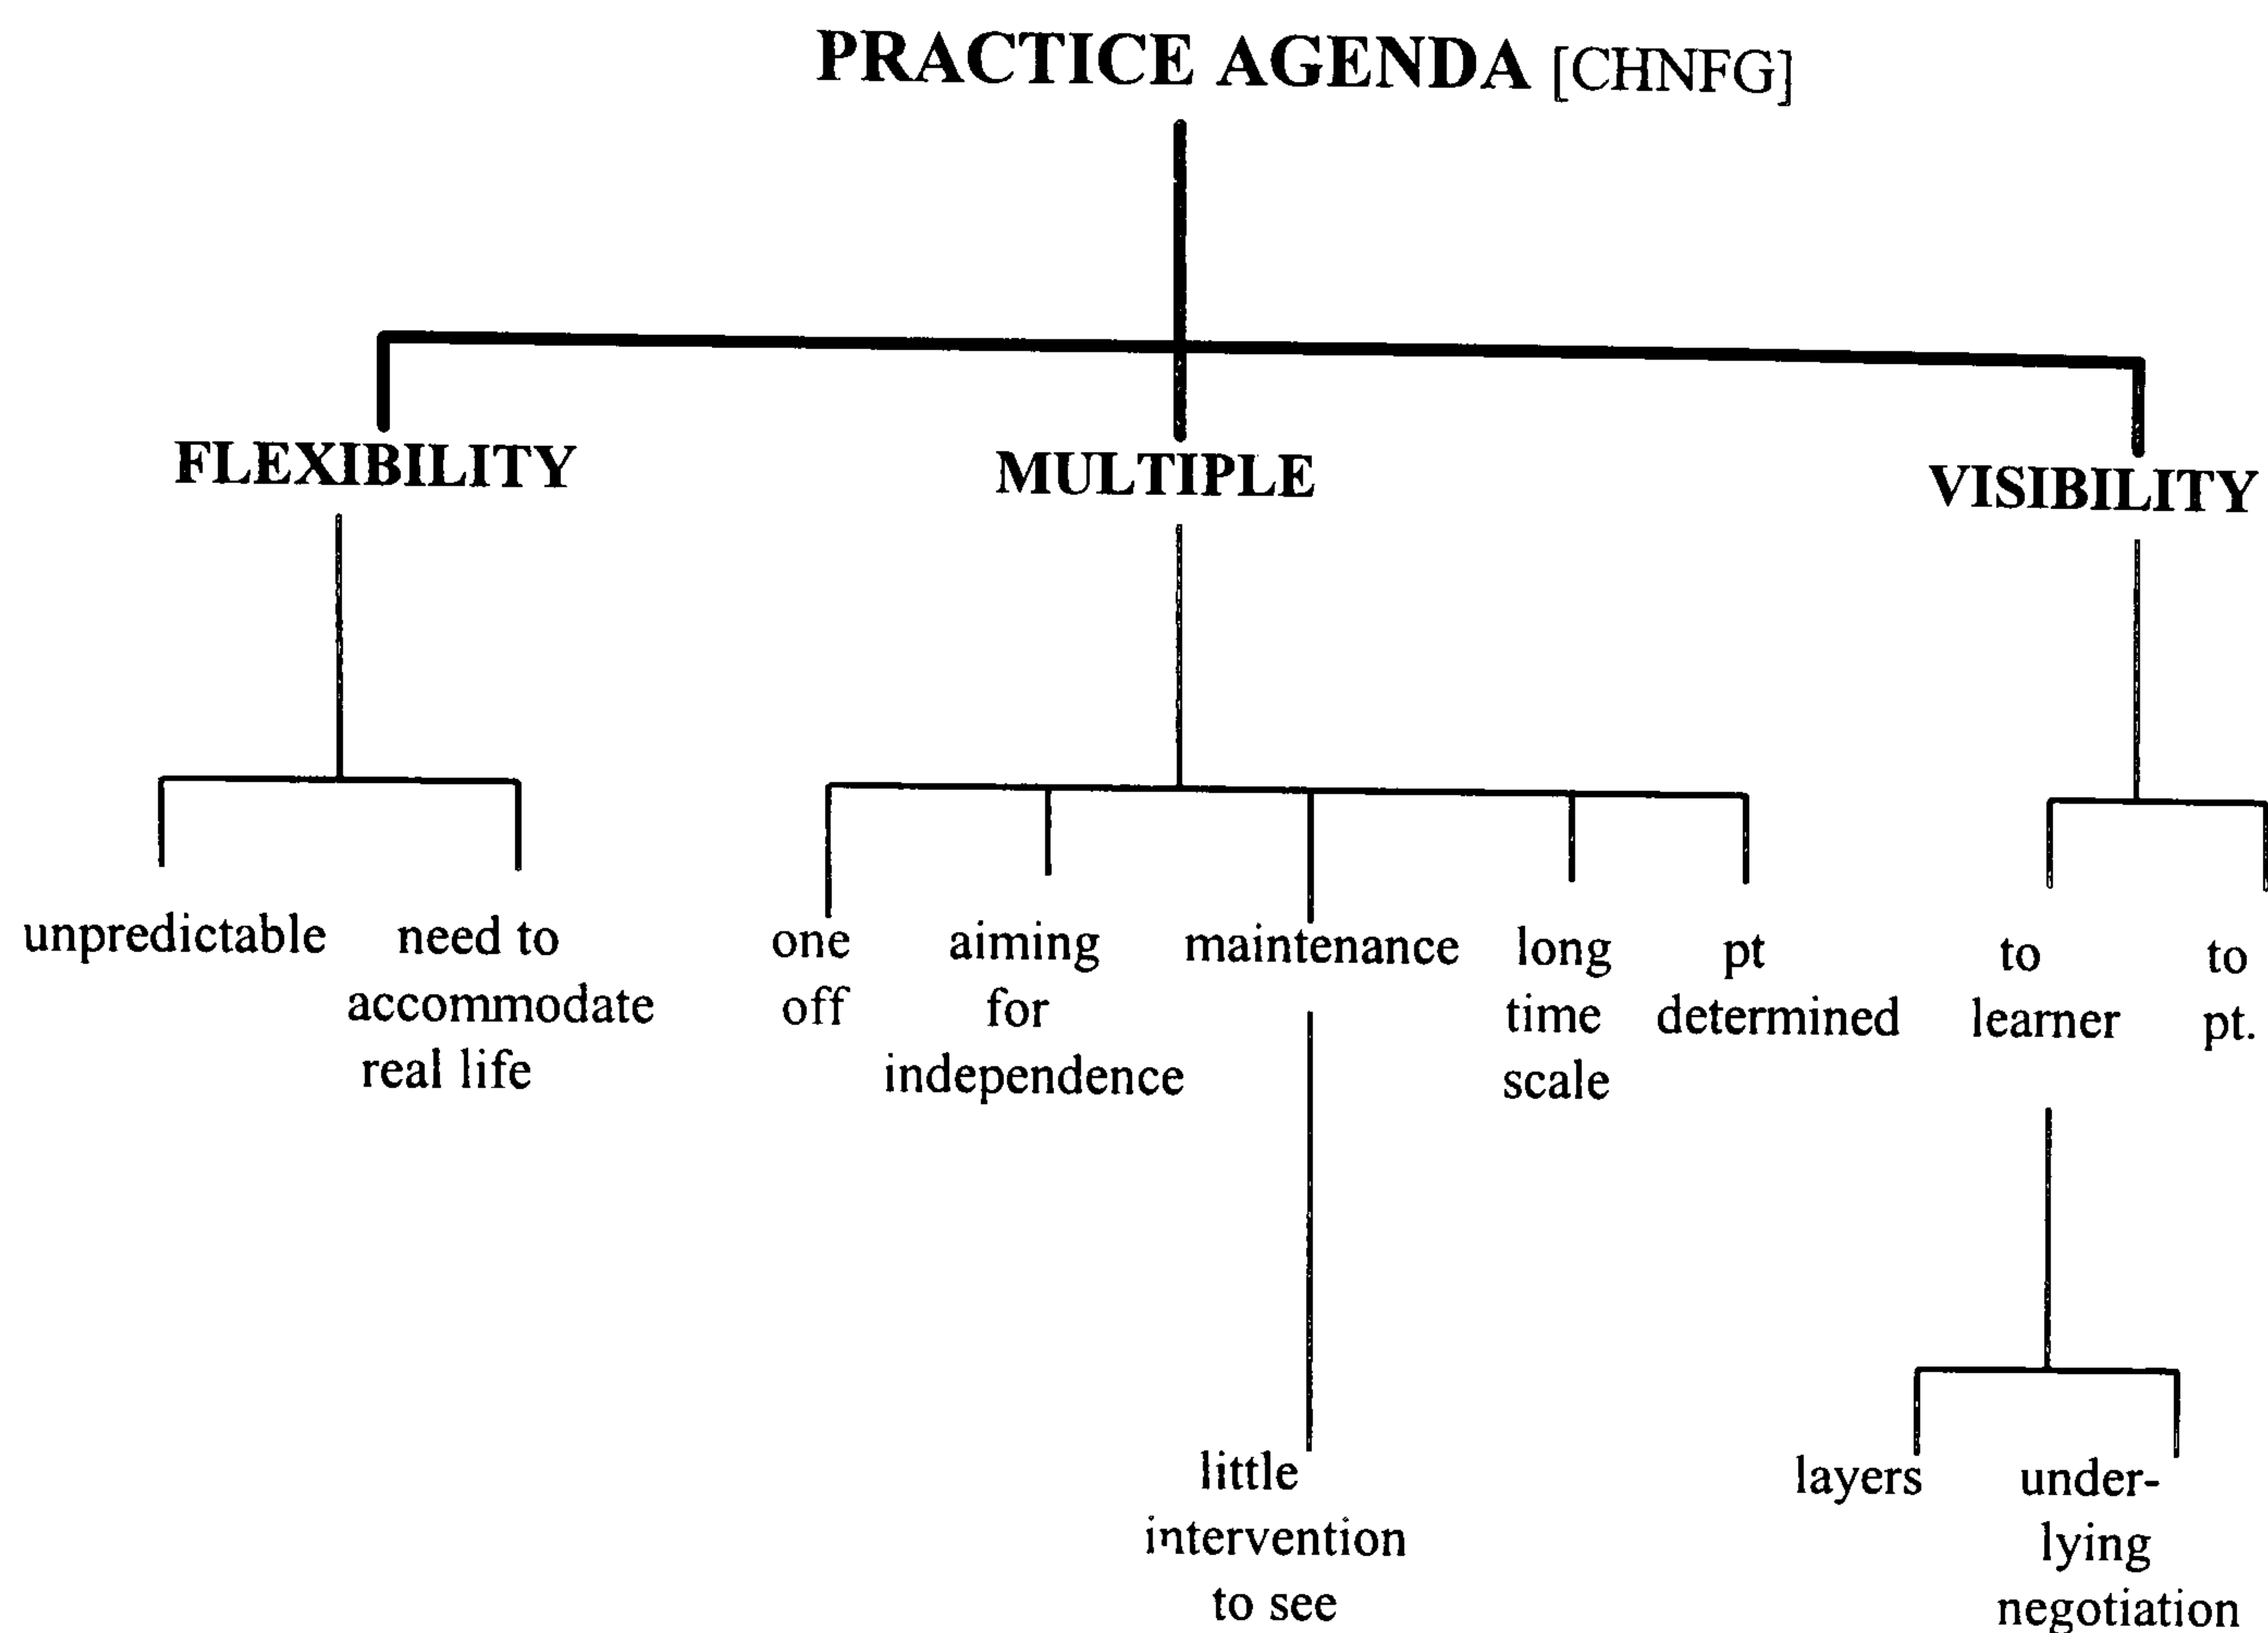 PRACTICE AGENDA [CHNFG]
FLEXIBILITY
MULTIPLE
VISIBILITY
unpredictable
need to
accommodate
real life
one
off
aiming
for
independence
maintenance
long
time
scale
pt
determined
to
learner
to
pt.
little
intervention
to see
layers
under-
lying
negotiation